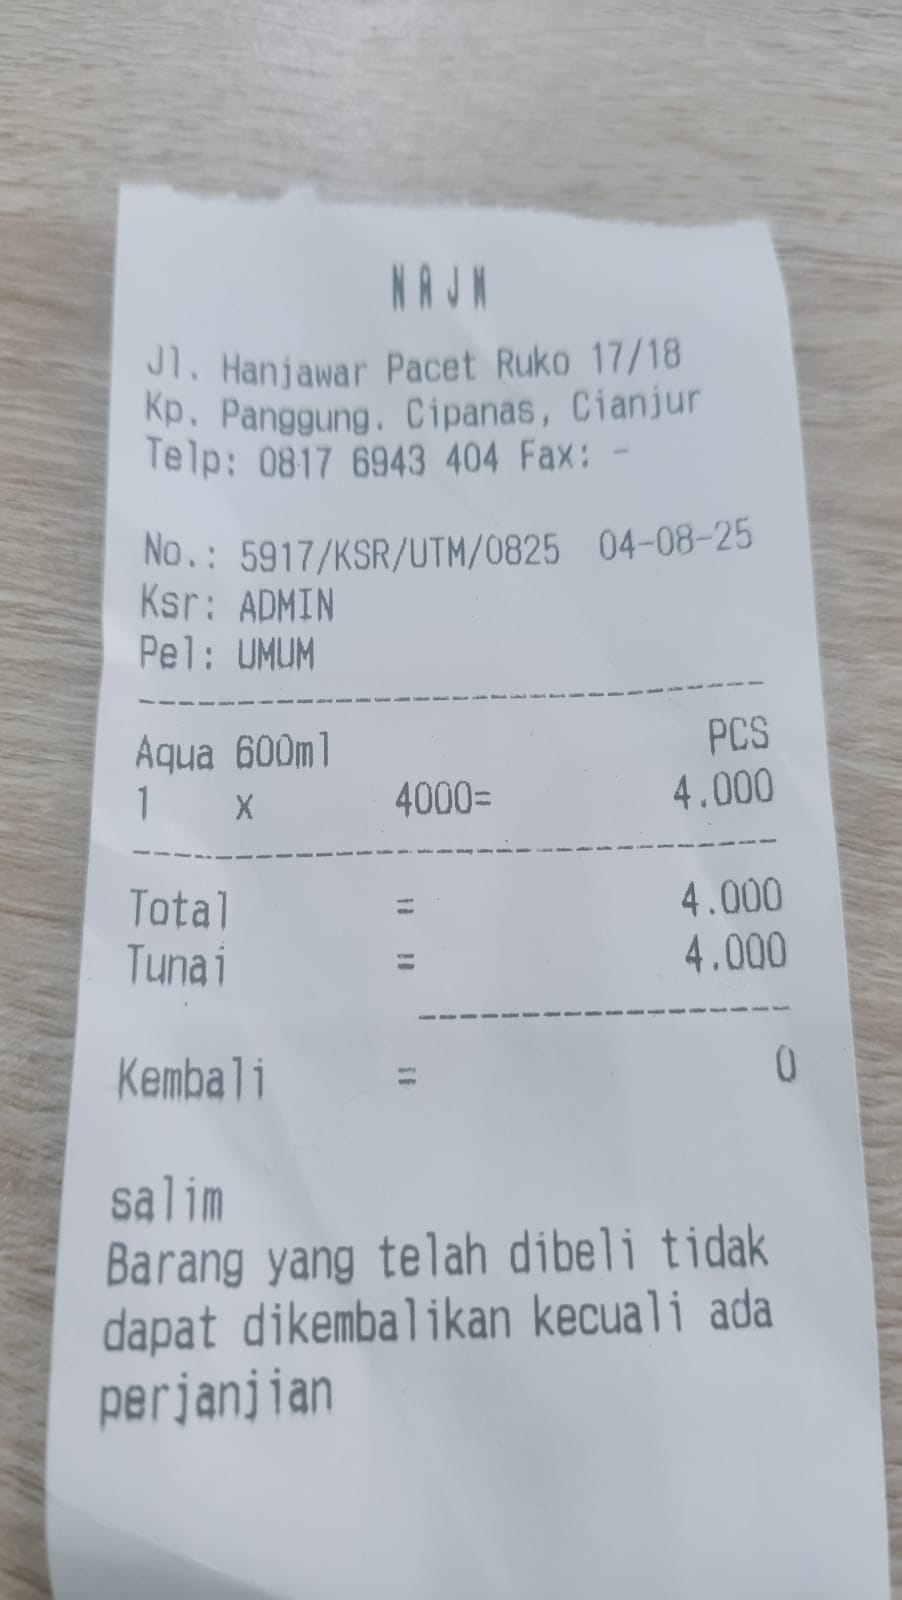 NAJM
Jl. Hanjawar Pacet Ruko 17/18
Kp. Panggung. Cipanas, Cianjur
Telp: 0817 6943 404 Fax: -
No.: 5917/KSR/UTM/0825 04-08-25
Ksr: ADMIN
Pel: UMUM
Aqua 600ml PCS
1 x 4000= 4.000
Total = 4.000
Tunai = 4.000
Kembali = 0
salim
Barang yang telah dibeli tidak
dapat dikembalikan kecuali ada
perjanjian